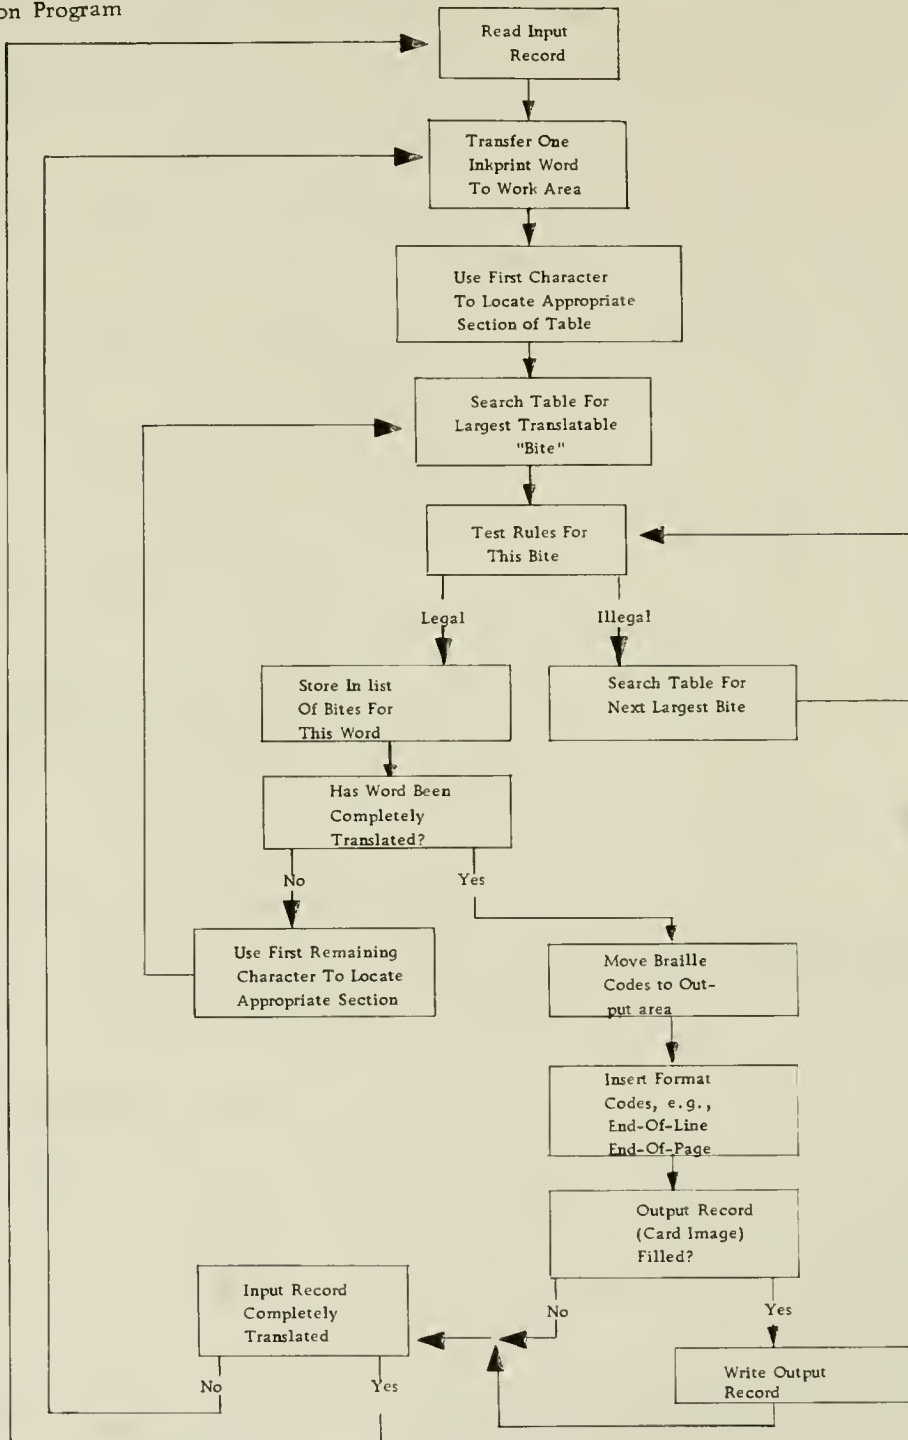 on Program
Read Input
Record
Transfer One
Inkprint Word
To Work Area
Use First Character
To Locate Appropriate
Section of Table
Search Table For
Largest Translatable
"Bite"
Test Rules For
This Bite
Legal
Illegal
Store In list
Of Bites For
This Word
Search Table For
Next Largest Bite
Has Word Been
Completely
Translated?
No
Yes
Use First Remaining
Character To Locate
Appropriate Section
Move Braille
Codes to Out-
put area
Insert Format
Codes, e.g.,
End-Of-Line
End-Of-Page
Output Record
(Card Image)
Filled?
No
Yes
Input Record
Completely
Translated
No
Yes
Write Output
Record